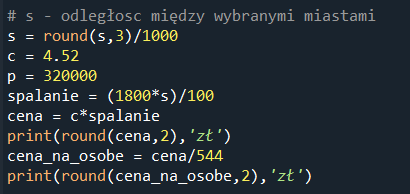 # s - odległosc między wybranymi miastami
s = round(s,3)/1000
c = 4.52
p = 320000
spalanie = (1800*s)/100
cena = c*spalanie
print(round(cena,2),'zł')
cena_na_osobe = cena/544
print(round(cena_na_osobe,2),'zł')